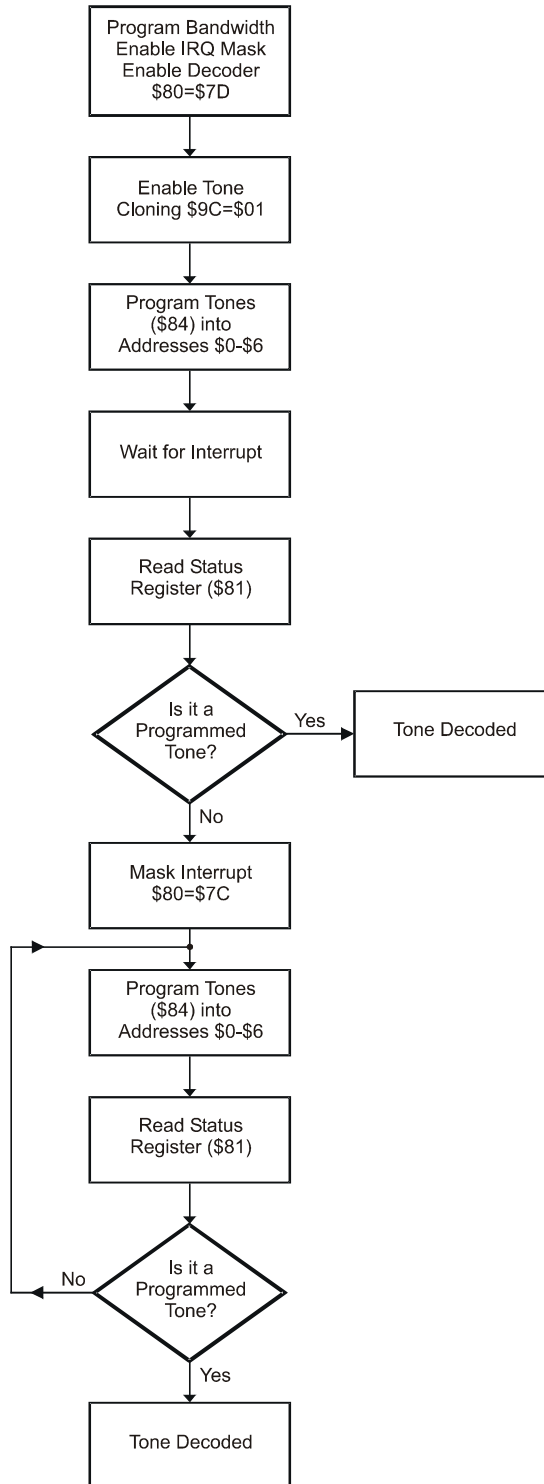 Program Bandwidth
Enable IRQ Mask
Enable Decoder
$80=$7D
Enable Tone
Cloning $9C=$01
Program Tones
($84) into
Addresses $0-$6
Wait for Interrupt
Read Status
Register ($81)
Is it a
Programmed
Tone?
Yes
Tone Decoded
No
Mask Interrupt
$80=$7C
Program Tones
($84) into
Addresses $0-$6
Read Status
Register ($81)
Is it a
Programmed
Tone?
No
Yes
Tone Decoded